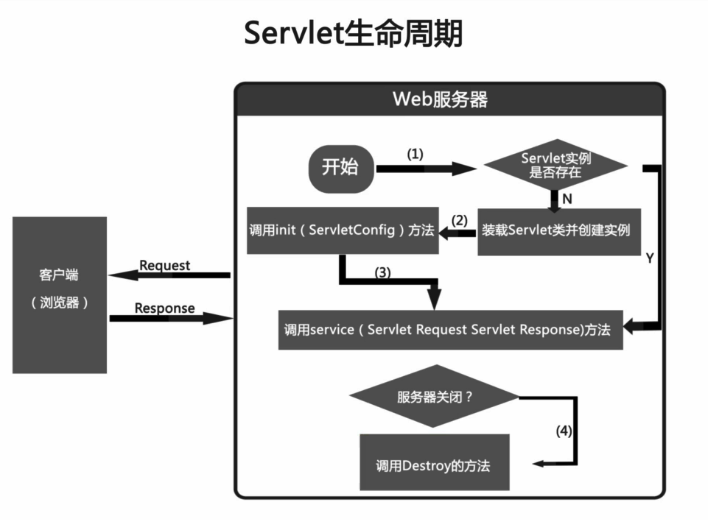 Servlet生命周期
Web服务器
开始
(1)
Servlet实例
是否存在
N
Y
装载Servlet类并创建实例
(2)
调用init（ServletConfig）方法
(3)
调用service（Servlet Request Servlet Response)方法
客户端
（浏览器）
Request
Response
服务器关闭？
(4)
调用Destroy的方法